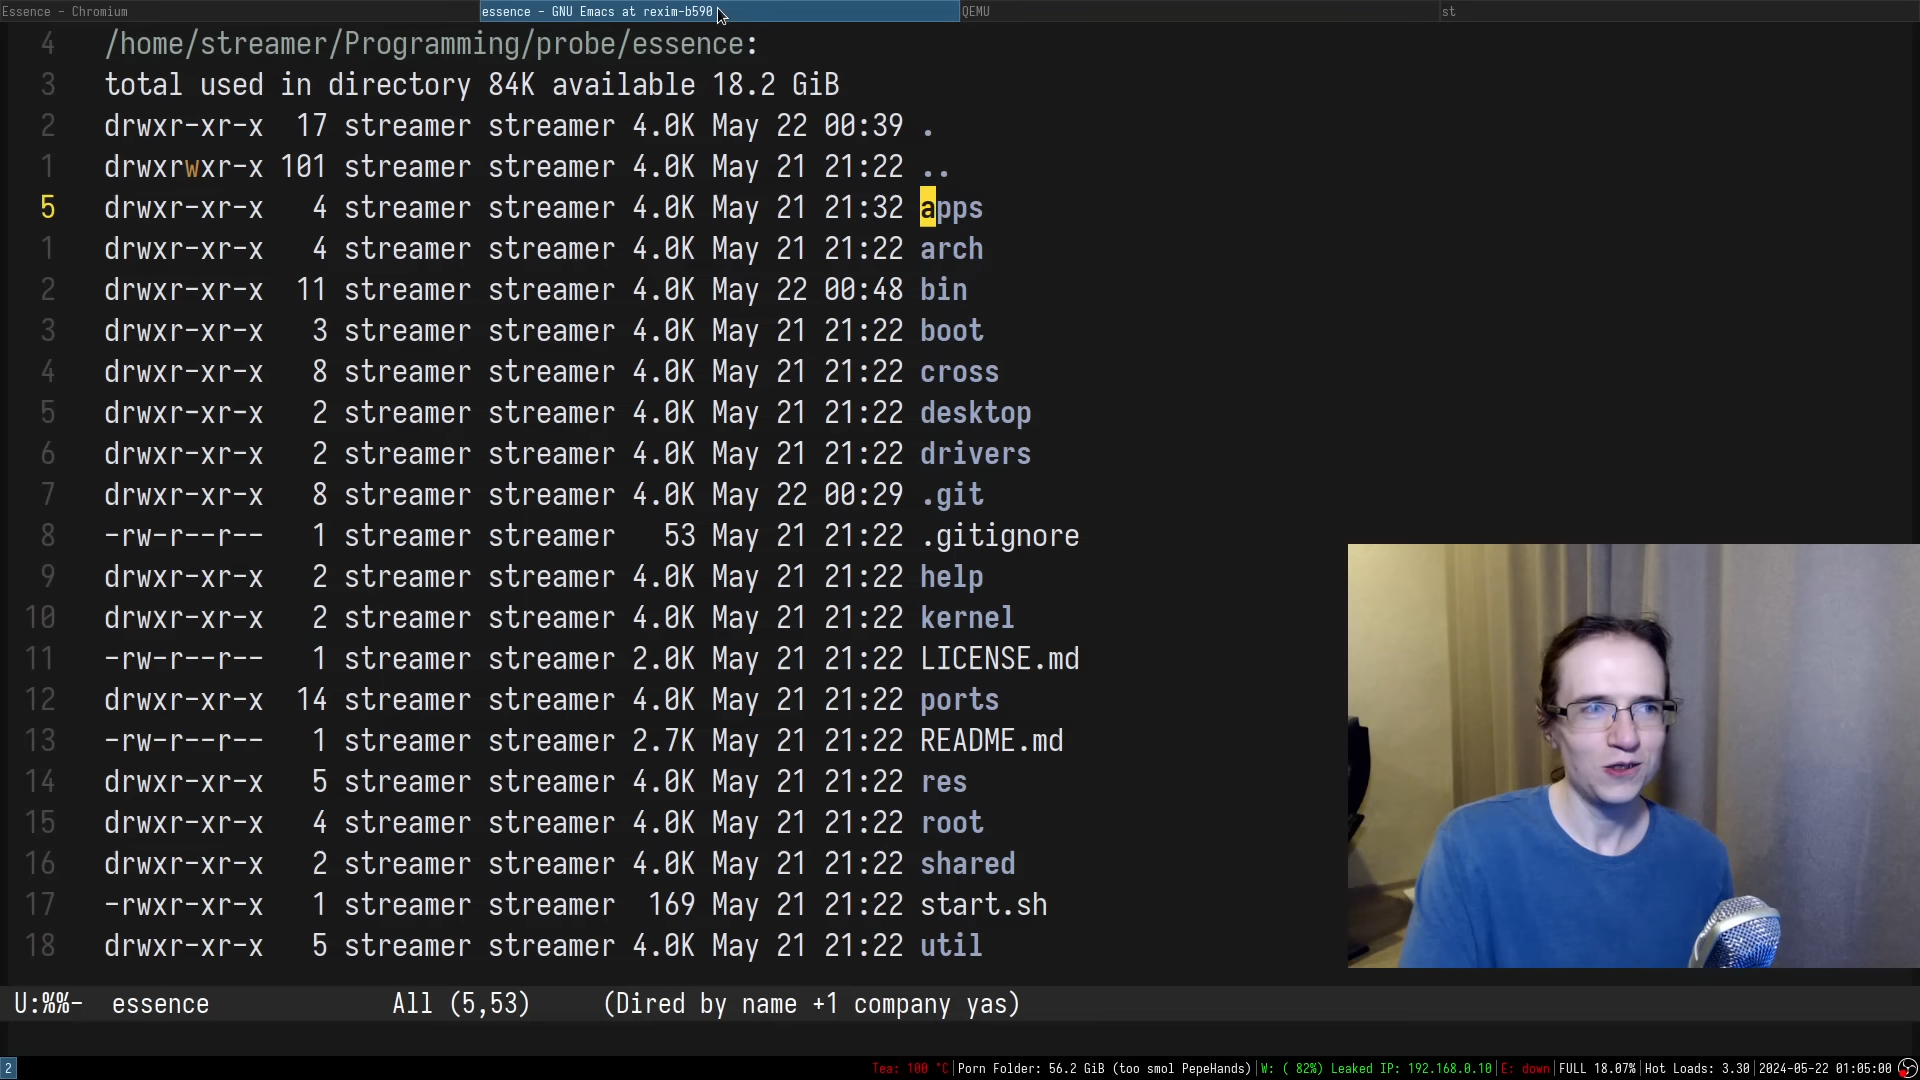 Essence - Chromium
essence - GNU Emacs at rexim-b590
QEMU
st
4 /home/streamer/Programming/probe/essence:
3 total used in directory 84K available 18.2 GiB
2 drwxr-xr-x 17 streamer streamer 4.0K May 22 00:39 .
1 drwxrwxr-x 101 streamer streamer 4.0K May 21 21:22 ..
5 drwxr-xr-x 4 streamer streamer 4.0K May 21 21:32 apps
1 drwxr-xr-x 4 streamer streamer 4.0K May 21 21:22 arch
2 drwxr-xr-x 11 streamer streamer 4.0K May 22 00:48 bin
3 drwxr-xr-x 3 streamer streamer 4.0K May 21 21:22 boot
4 drwxr-xr-x 8 streamer streamer 4.0K May 21 21:22 cross
5 drwxr-xr-x 2 streamer streamer 4.0K May 21 21:22 desktop
6 drwxr-xr-x 2 streamer streamer 4.0K May 21 21:22 drivers
7 drwxr-xr-x 8 streamer streamer 4.0K May 22 00:29 .git
8 -rw-r--r-- 1 streamer streamer 53 May 21 21:22 .gitignore
9 drwxr-xr-x 2 streamer streamer 4.0K May 21 21:22 help
10 drwxr-xr-x 2 streamer streamer 4.0K May 21 21:22 kernel
11 -rw-r--r-- 1 streamer streamer 2.0K May 21 21:22 LICENSE.md
12 drwxr-xr-x 14 streamer streamer 4.0K May 21 21:22 ports
13 -rw-r--r-- 1 streamer streamer 2.7K May 21 21:22 README.md
14 drwxr-xr-x 5 streamer streamer 4.0K May 21 21:22 res
15 drwxr-xr-x 4 streamer streamer 4.0K May 21 21:22 root
16 drwxr-xr-x 2 streamer streamer 4.0K May 21 21:22 shared
17 -rwxr-xr-x 1 streamer streamer 169 May 21 21:22 start.sh
18 drwxr-xr-x 5 streamer streamer 4.0K May 21 21:22 util
U:%%- essence All (5,53) (Dired by name +1 company yas)
2 Tea: 100 °C|Porn Folder: 56.2 GiB (too smol PepeHands)|W: ( 82%) Leaked IP: 192.168.0.10|E: down|FULL 18.07%|Hot Loads: 3.30|2024-05-22 01:05:00